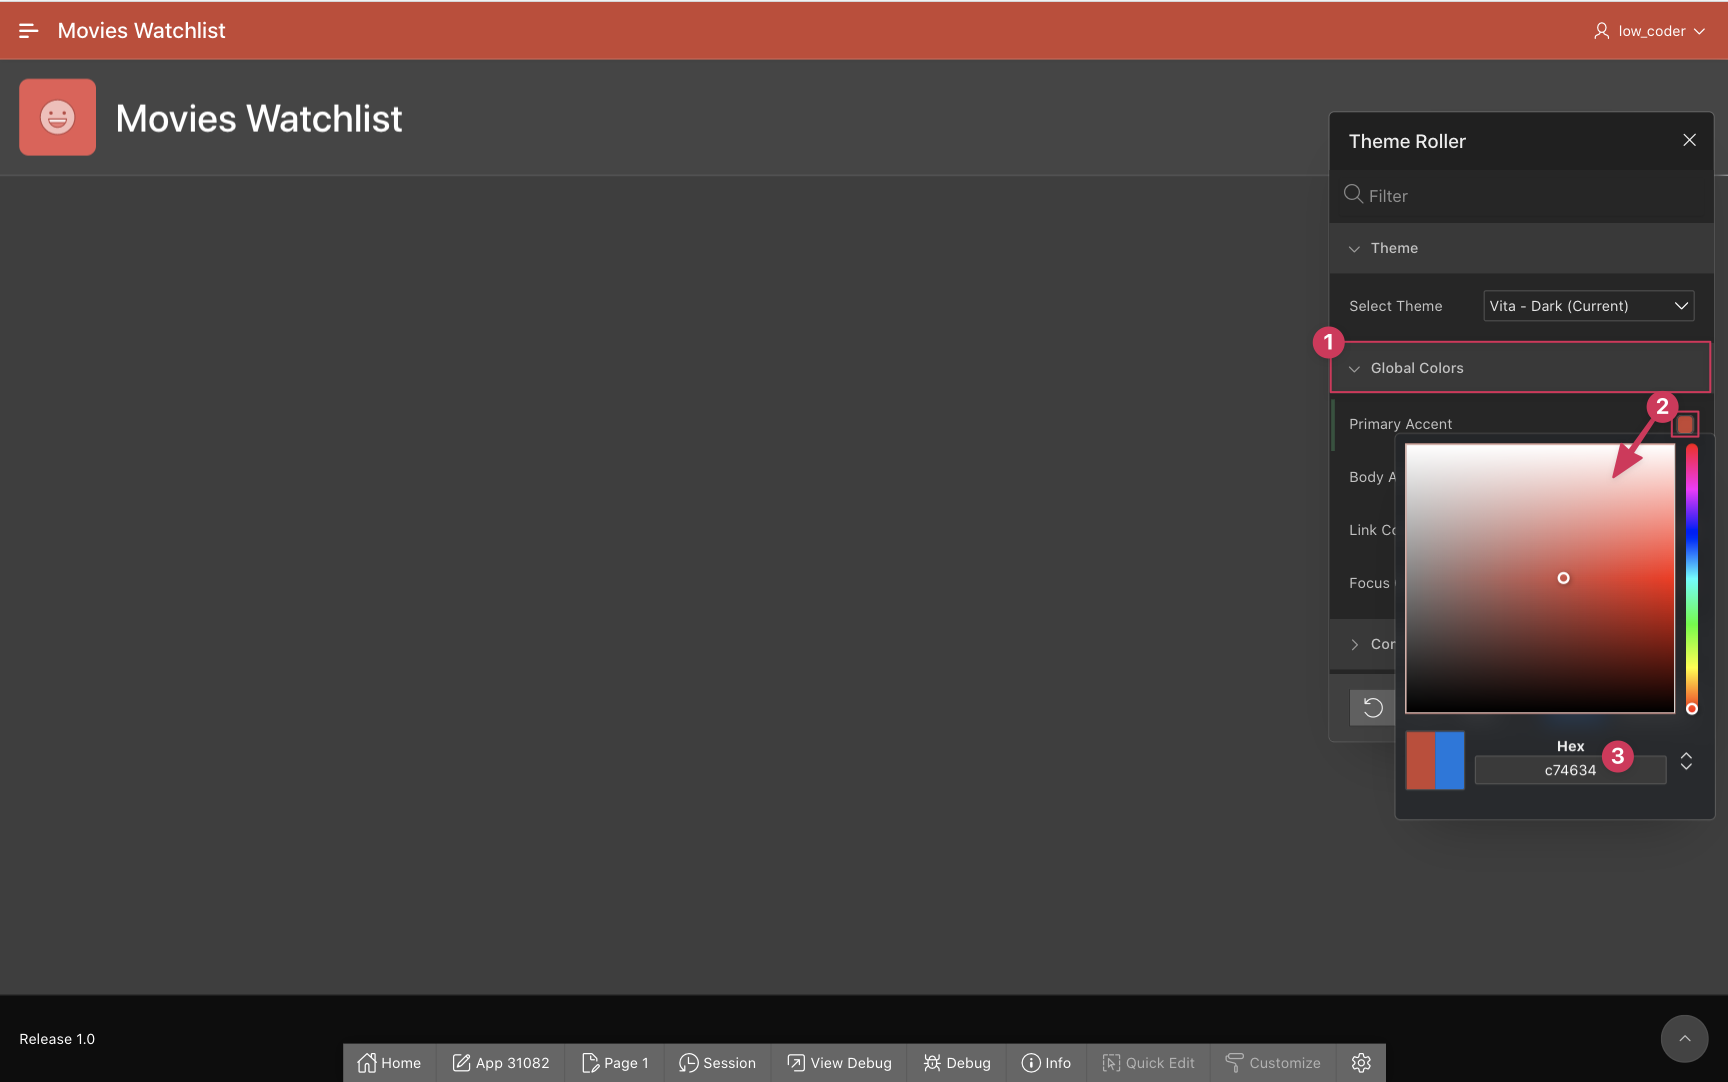 Movies Watchlist
low_coder
Movies Watchlist
Theme Roller
Filter
Theme
Select Theme
Vita - Dark (Current)
1
Global Colors
2
Primary Accent
Body A
Link Co
Focus
Cor
Hex
3
c74634
Release 1.0
Home
App 31082
Page 1
Session
View Debug
Debug
Info
Quick Edit
Customize